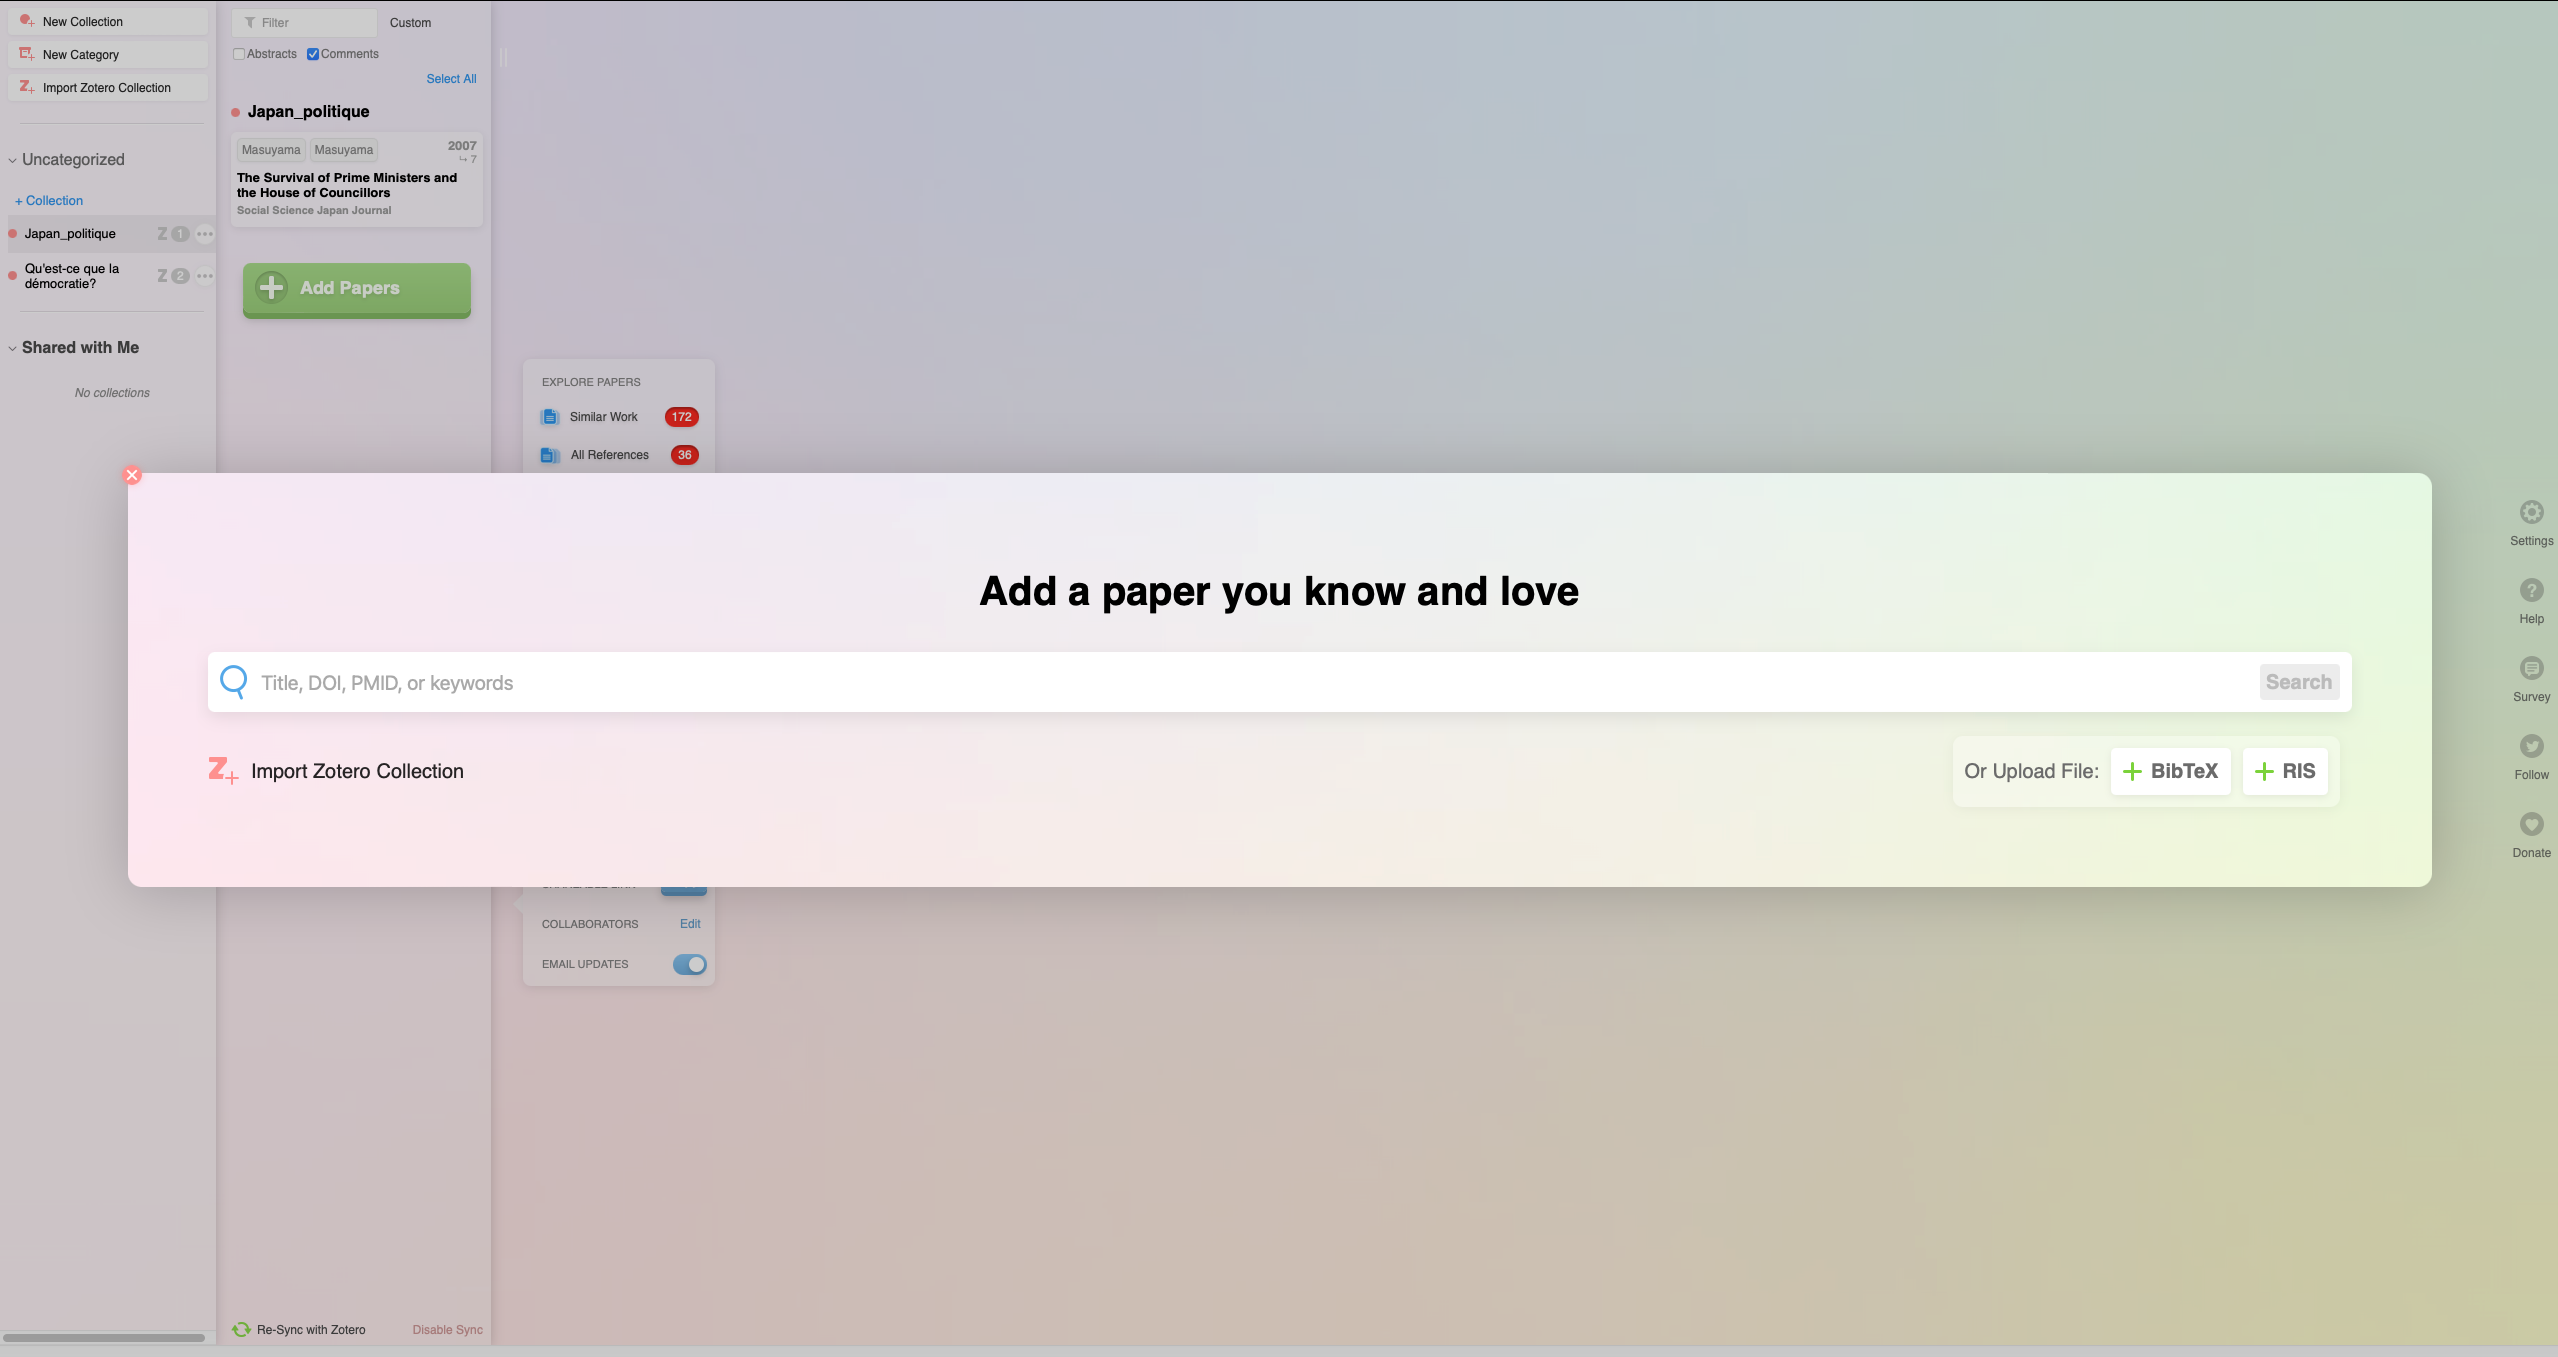 New Collection
New Category
Import Zotero Collection
Uncategorized
+ Collection
Japan_politique
Z 1
Qu'est-ce que la
démocratie?
Z 2
Shared with Me
No collections
Filter
Custom
Abstracts
Comments
Select All
Japan_politique
Masuyama Masuyama
2007
7
The Survival of Prime Ministers and
the House of Councillors
Social Science Japan Journal
Add Papers
EXPLORE PAPERS
Similar Work 172
All References 36
Add a paper you know and love
Title, DOI, PMID, or keywords
Search
Import Zotero Collection
Or Upload File:
BibTeX
RIS
COLLABORATORS
Edit
EMAIL UPDATES
Re-Sync with Zotero
Disable Sync
Settings
Help
Survey
Follow
Donate